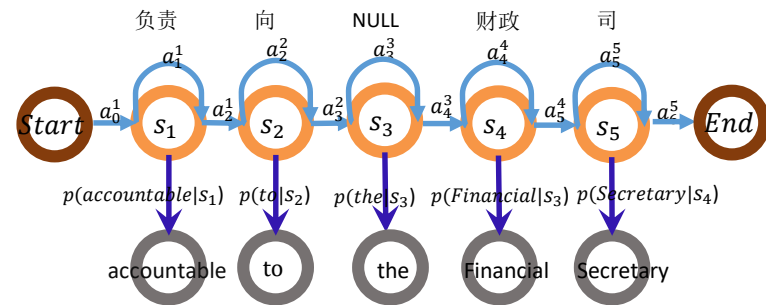 负责 向 NULL 财政 司
a_1^1 a_2^2 a_3^3 a_4^4 a_5^5
Start a_0^1 s_1 a_2^1 s_2 a_3^2 s_3 a_4^3 s_4 a_5^4 s_5 End
p(accountable|s_1) p(to|s_2) p(the|s_3) p(Financial|s_3) p(Secretary|s_4)
accountable to the Financial Secretary